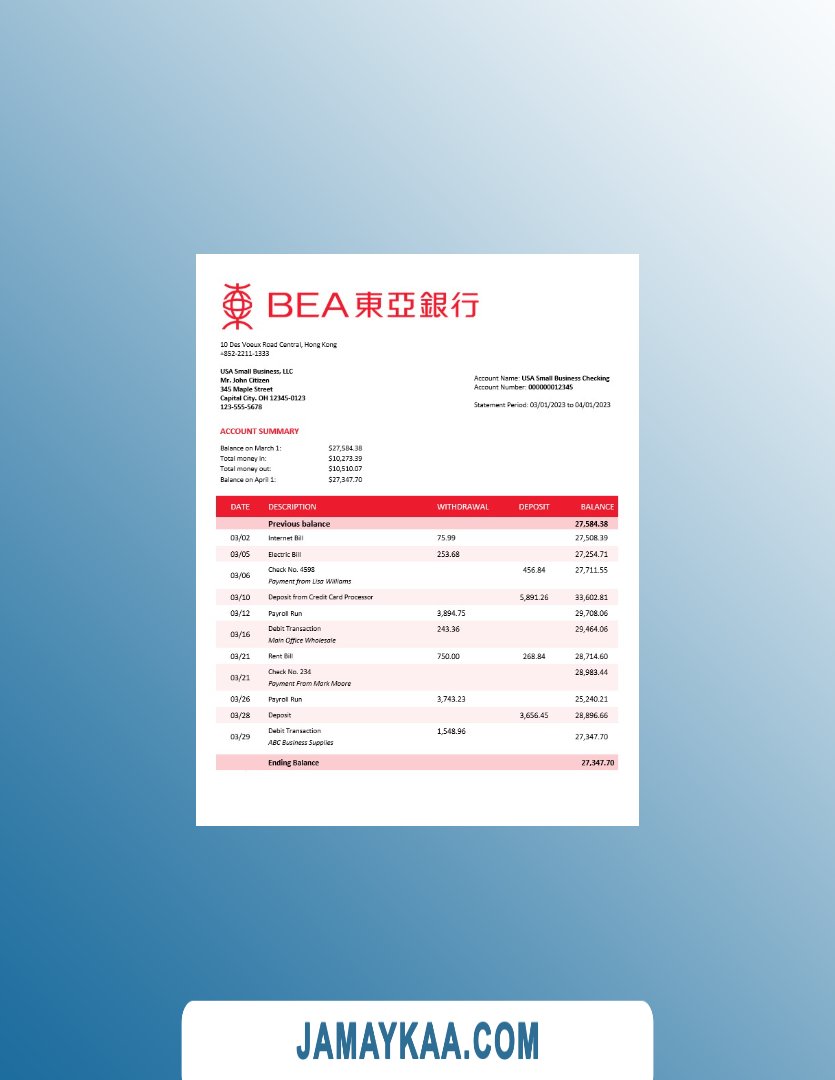 BEA 東亞銀行
10 Des Voeux Road Central, Hong Kong
+852-2211-1333
USA Small Business, LLC
Mr. John Citizen
345 Maple Street
Capital City. OH 12345-0123
123-555-5678
Account Name: USA Small Business Checking
Account Number: 000000012345
Statement Period: 03/01/2023 to 04/01/2023
ACCOUNT SUMMARY
Balance on March 1: $27,584.38
Total money in: $10,273.39
Total money out: $10,510.07
Balance on April 1: $27,347.70
DATE DESCRIPTION WITHDRAWAL DEPOSIT BALANCE
Previous balance 27,584.38
03/02 Internet Bill 75.99 27,508.39
03/05 Electric Bill 253.68 27,254.71
03/06 Check No. 4598 456.84 27,711.55
Payment from Lisa Williams
03/10 Deposit from Credit Card Processor 5,891.26 33,602.81
03/12 Payroll Run 3,894.75 29,708.06
03/16 Debit Transaction 243.36 29,464.06
Main Office Wholesale
03/21 Rent Bill 750.00 268.84 28,714.60
03/21 Check No. 234 28,983.44
Payment From Mark Moore
03/26 Payroll Run 3,743.23 25,240.21
03/28 Deposit 3,656.45 28,896.66
03/29 Debit Transaction 1,548.96 27,347.70
ABC Business Supplies
Ending Balance 27,347.70
JAMAYKAA.COM